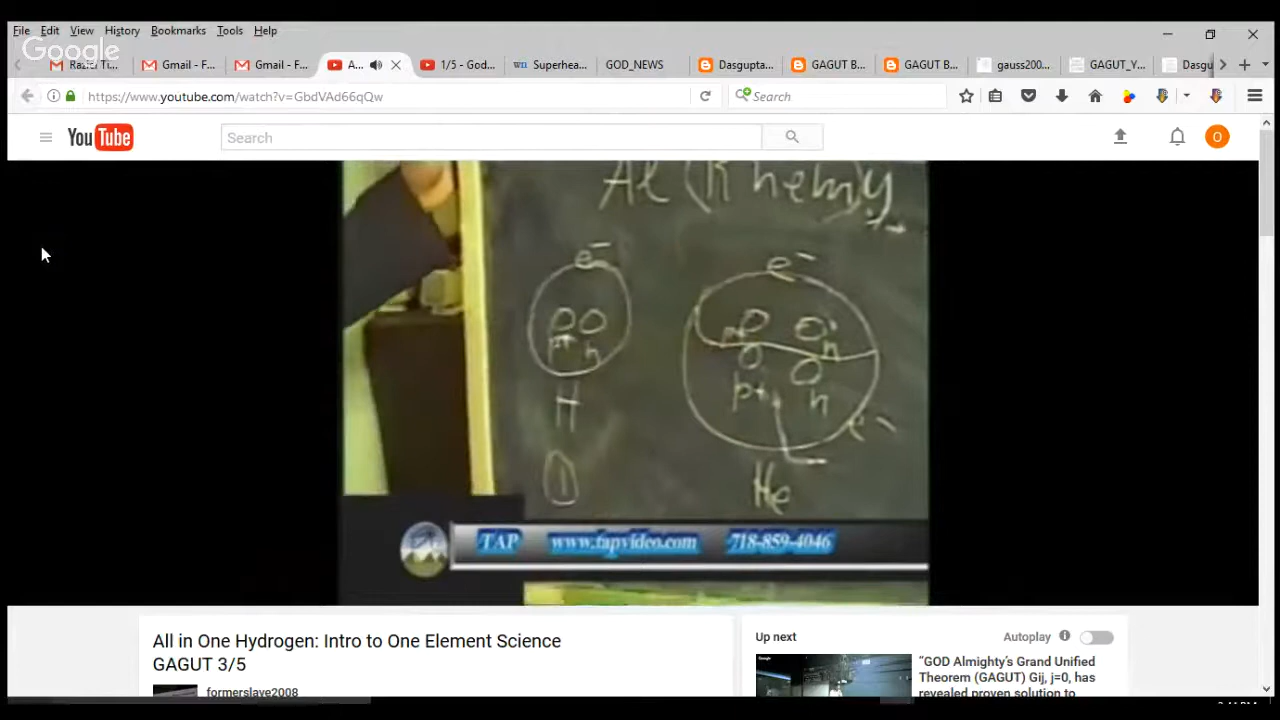 File Edit View History Bookmarks Tools Help
Google
Gmail - F... Gmail - F... A... 1/5 - God... Superhea... GOD_NEWS Dasgupta... GAGUT B... GAGUT B... gauss200... GAGUT_Y... Dasgu
https://www.youtube.com/watch?v=GbdVAd66qQw Search
YouTube Search O
Al(Khem)y
e- e-
p+ n p+ n
p+ n
e-
H He
1
TAP www.tapvideo.com 718-859-4046
All in One Hydrogen: Intro to One Element Science
GAGUT 3/5
formerslave2008
Up next Autoplay
“GOD Almighty's Grand Unified
Theorem (GAGUT) Gij, j=0, has
revealed proven solution to